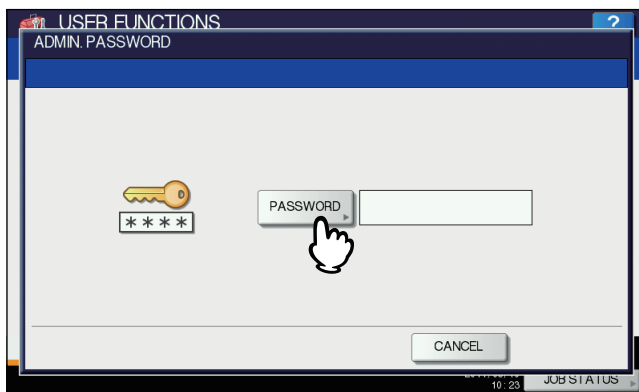 USER FUNCTIONS
?
ADMIN. PASSWORD
****
PASSWORD
CANCEL
10 : 23
JOB STATUS